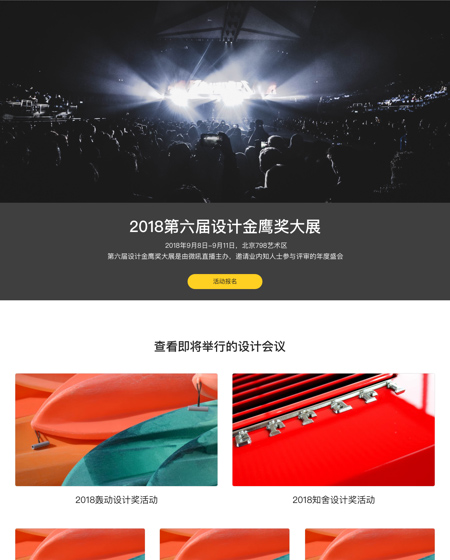 2018第六届设计金鹰奖大展
2018年9月8日-9月11日，北京798艺术区
第六届设计金鹰奖大展是由微吼直播主办，邀请业内知人士参与评审的年度盛会
活动报名
查看即将举行的设计会议
2018轰动设计奖活动
2018知舍设计奖活动